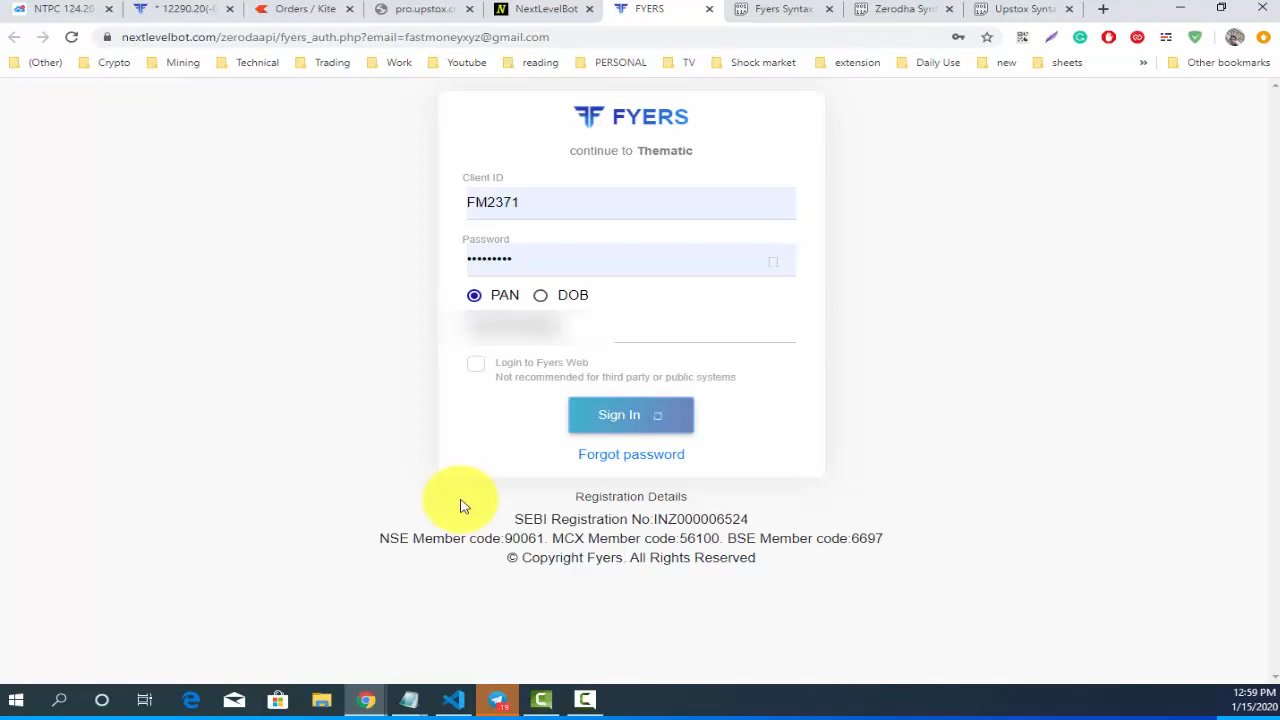 NTPC 124.20
* 12290.20(-0
Orders / Kite
pro.upstox.c
NextLevelBot
FYERS
Fyers Syntax
Zerodha Synt
Upstox Synta
nextlevelbot.com/zerodaapi/fyers_auth.php?email=fastmoneyxyz@gmail.com
(Other)
Crypto
Mining
Technical
Trading
Work
Youtube
reading
PERSONAL
TV
Shock market
extension
Daily Use
new
sheets
»
Other bookmarks
FYERS
continue to Thematic
Client ID
FM2371
Password
•••••••••
PAN
DOB
Login to Fyers Web
Not recommended for third party or public systems
Sign In
Forgot password
Registration Details
SEBI Registration No:INZ000006524
NSE Member code:90061. MCX Member code:56100. BSE Member code:6697
© Copyright Fyers. All Rights Reserved
19
12:59 PM
1/15/2020